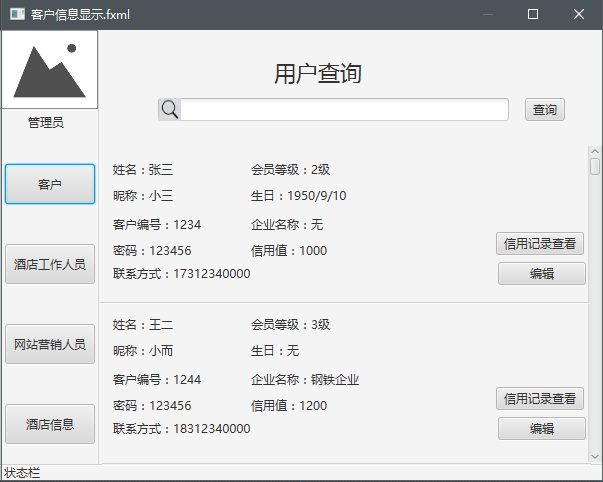 客户信息显示.fxml
管理员
客户
酒店工作人员
网站营销人员
酒店信息
用户查询
查询
姓名：张三 会员等级：2级
昵称：小三 生日：1950/9/10
客户编号：1234 企业名称：无
密码：123456 信用值：1000
联系方式：17312340000
信用记录查看
编辑
姓名：王二 会员等级：3级
昵称：小而 生日：无
客户编号：1244 企业名称：钢铁企业
密码：123456 信用值：1200
联系方式：18312340000
信用记录查看
编辑
状态栏